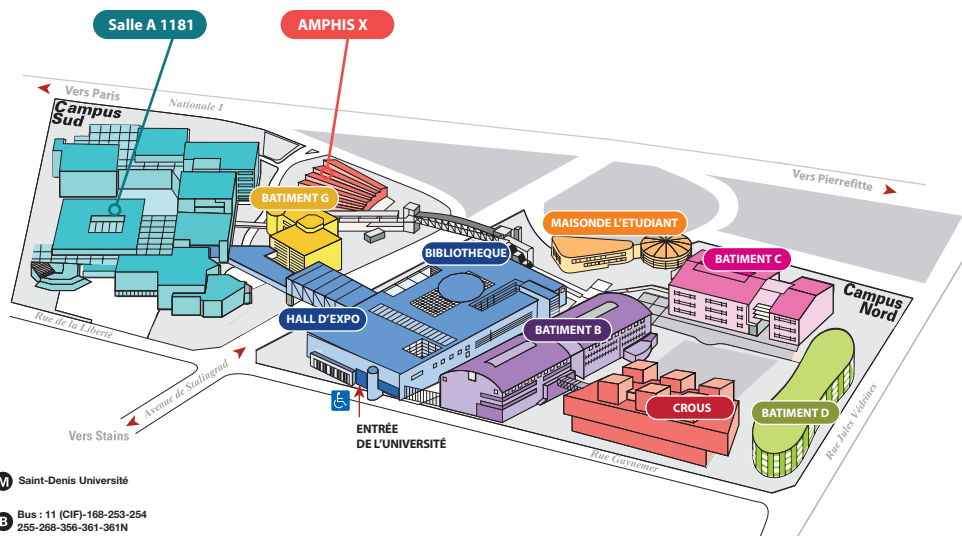 Salle A 1181
AMPHIS X
Vers Paris
Nationale 1
Campus
Sud
Vers Pierrefitte
BATIMENT G
MAISONDE L'ETUDIANT
BIBLIOTHEQUE
BATIMENT C
Campus
Nord
HALL D'EXPO
BATIMENT B
Rue de la Liberté
Avenue de Stalingrad
CROUS
BATIMENT D
Rue Jules Védrines
Vers Stains
ENTRÉE
DE L'UNIVERSITÉ
Rue Guynemer
M Saint-Denis Université
B Bus : 11 (CIF)-168-253-254
255-268-356-361-361N